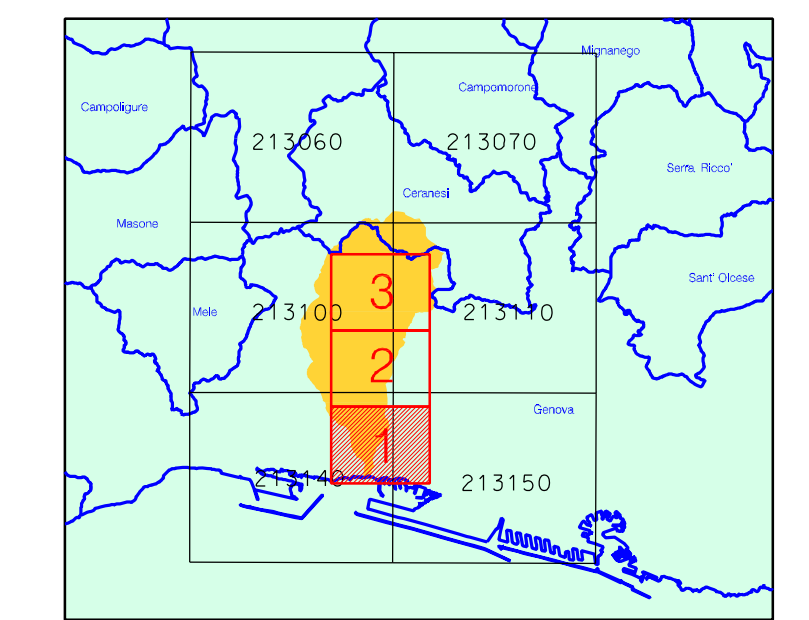 Mignanego
Campomorone
Campoligure
213060
213070
Serra Ricco'
Ceranesi
Masone
Sant' Olcese
3
Mele
213100
213110
2
Genova
1
213140
213150